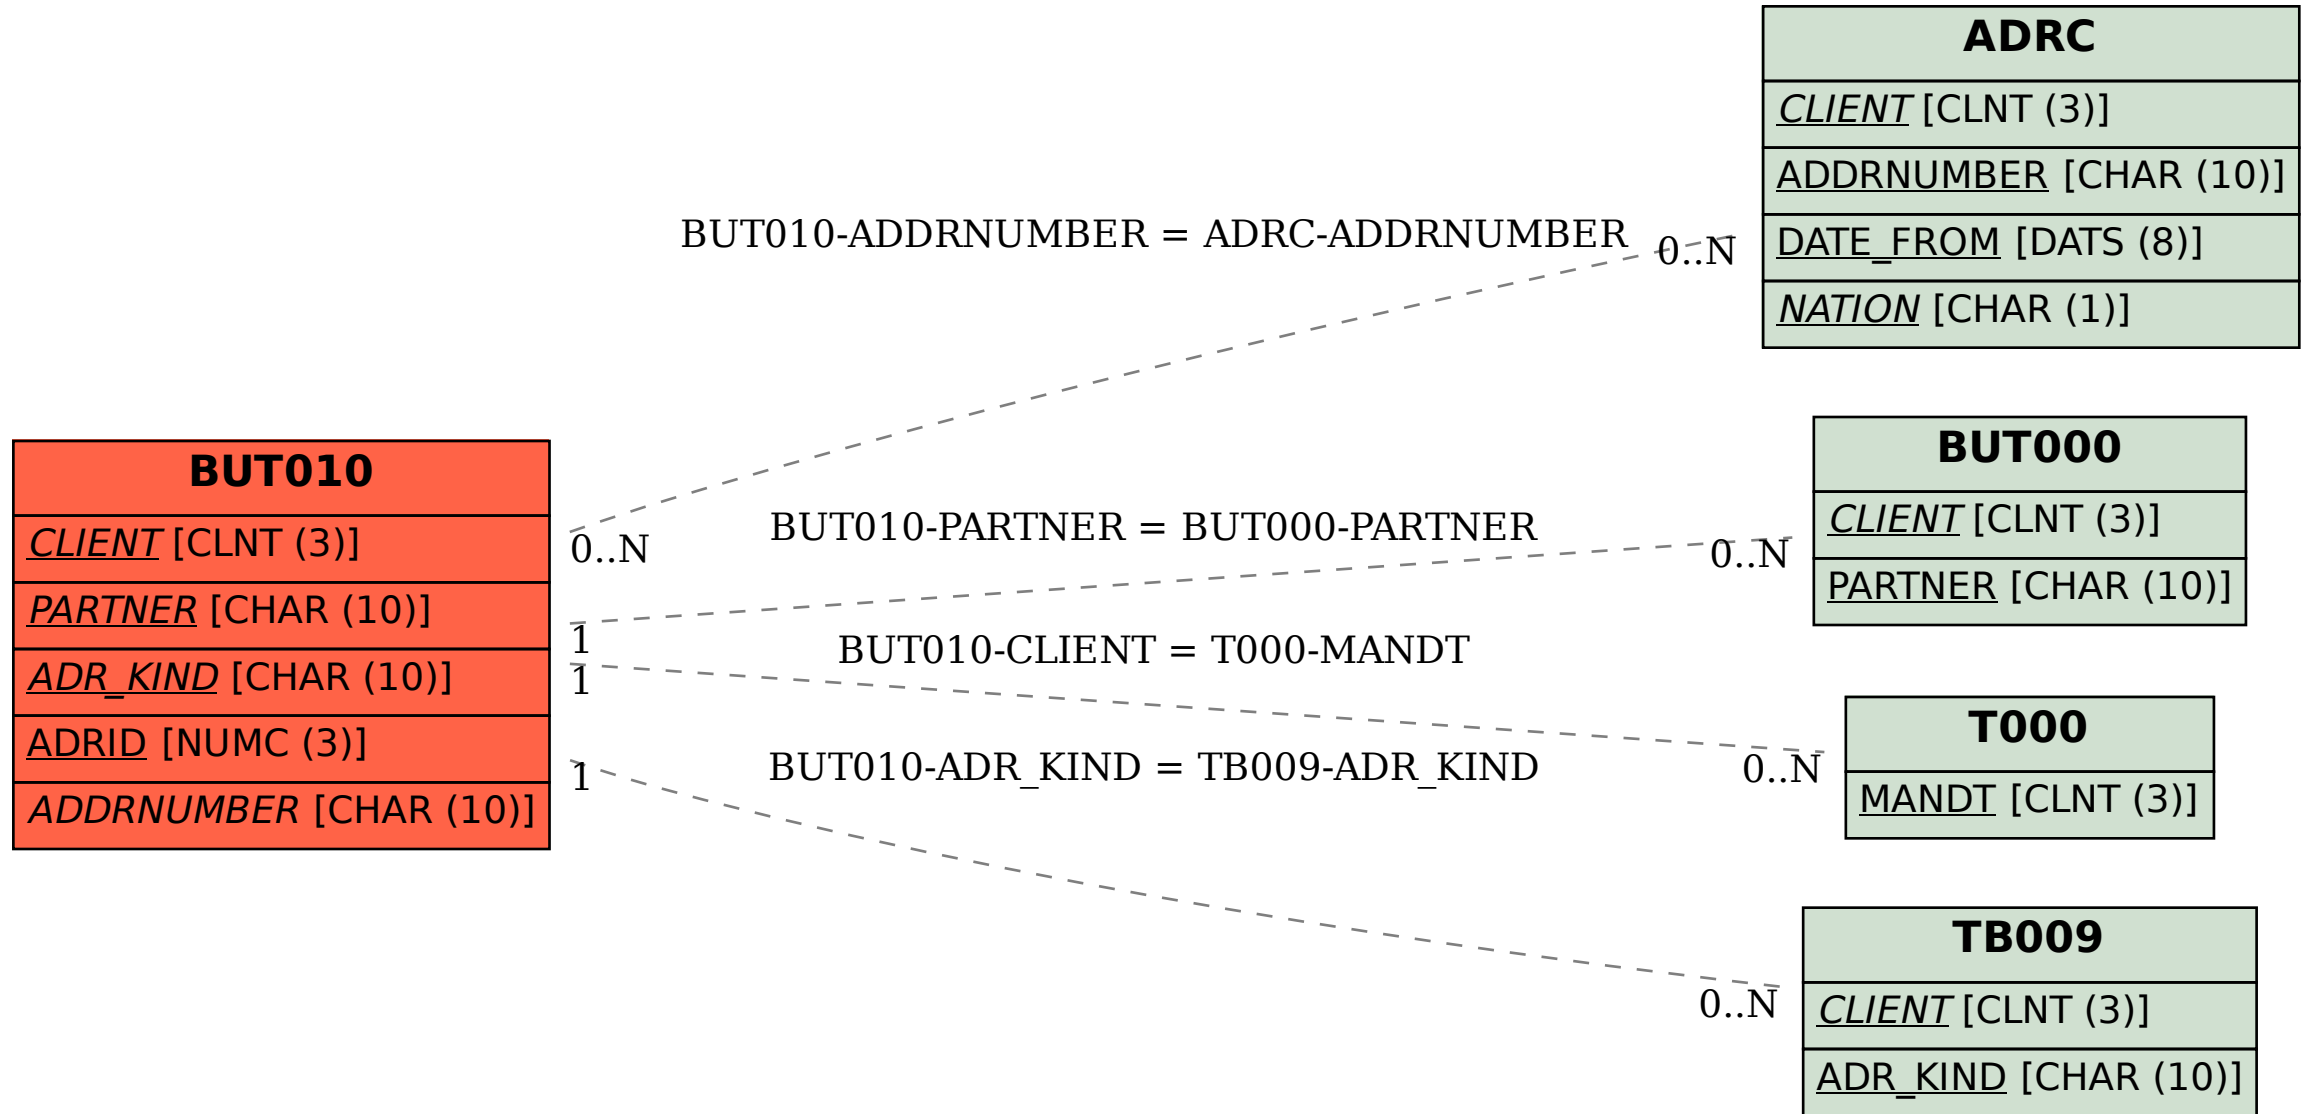 BUT010
CLIENT [CLNT (3)]
PARTNER [CHAR (10)]
ADR_KIND [CHAR (10)]
ADRID [NUMC (3)]
ADDRNUMBER [CHAR (10)]
BUT010-ADDRNUMBER = ADRC-ADDRNUMBER
0..N
0..N
BUT010-PARTNER = BUT000-PARTNER
0..N
1
BUT010-CLIENT = T000-MANDT
1
0..N
BUT010-ADR_KIND = TB009-ADR_KIND
1
0..N
ADRC
CLIENT [CLNT (3)]
ADDRNUMBER [CHAR (10)]
DATE_FROM [DATS (8)]
NATION [CHAR (1)]
BUT000
CLIENT [CLNT (3)]
PARTNER [CHAR (10)]
T000
MANDT [CLNT (3)]
TB009
CLIENT [CLNT (3)]
ADR_KIND [CHAR (10)]